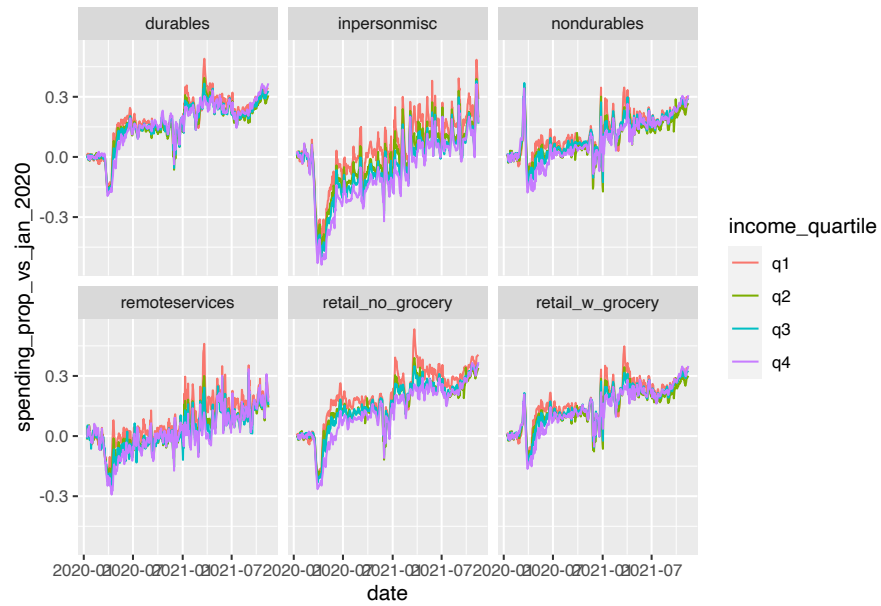 durables inpersonmisc nondurables
0.3
0.0
-0.3
remoteservices retail_no_grocery retail_w_grocery
0.3
0.0
-0.3
2020-01 2020-07 2021-01 2021-07 2020-01 2020-07 2021-01 2021-07 2020-01 2020-07 2021-01 2021-07
date
spending_prop_vs_jan_2020
income_quartile
q1
q2
q3
q4